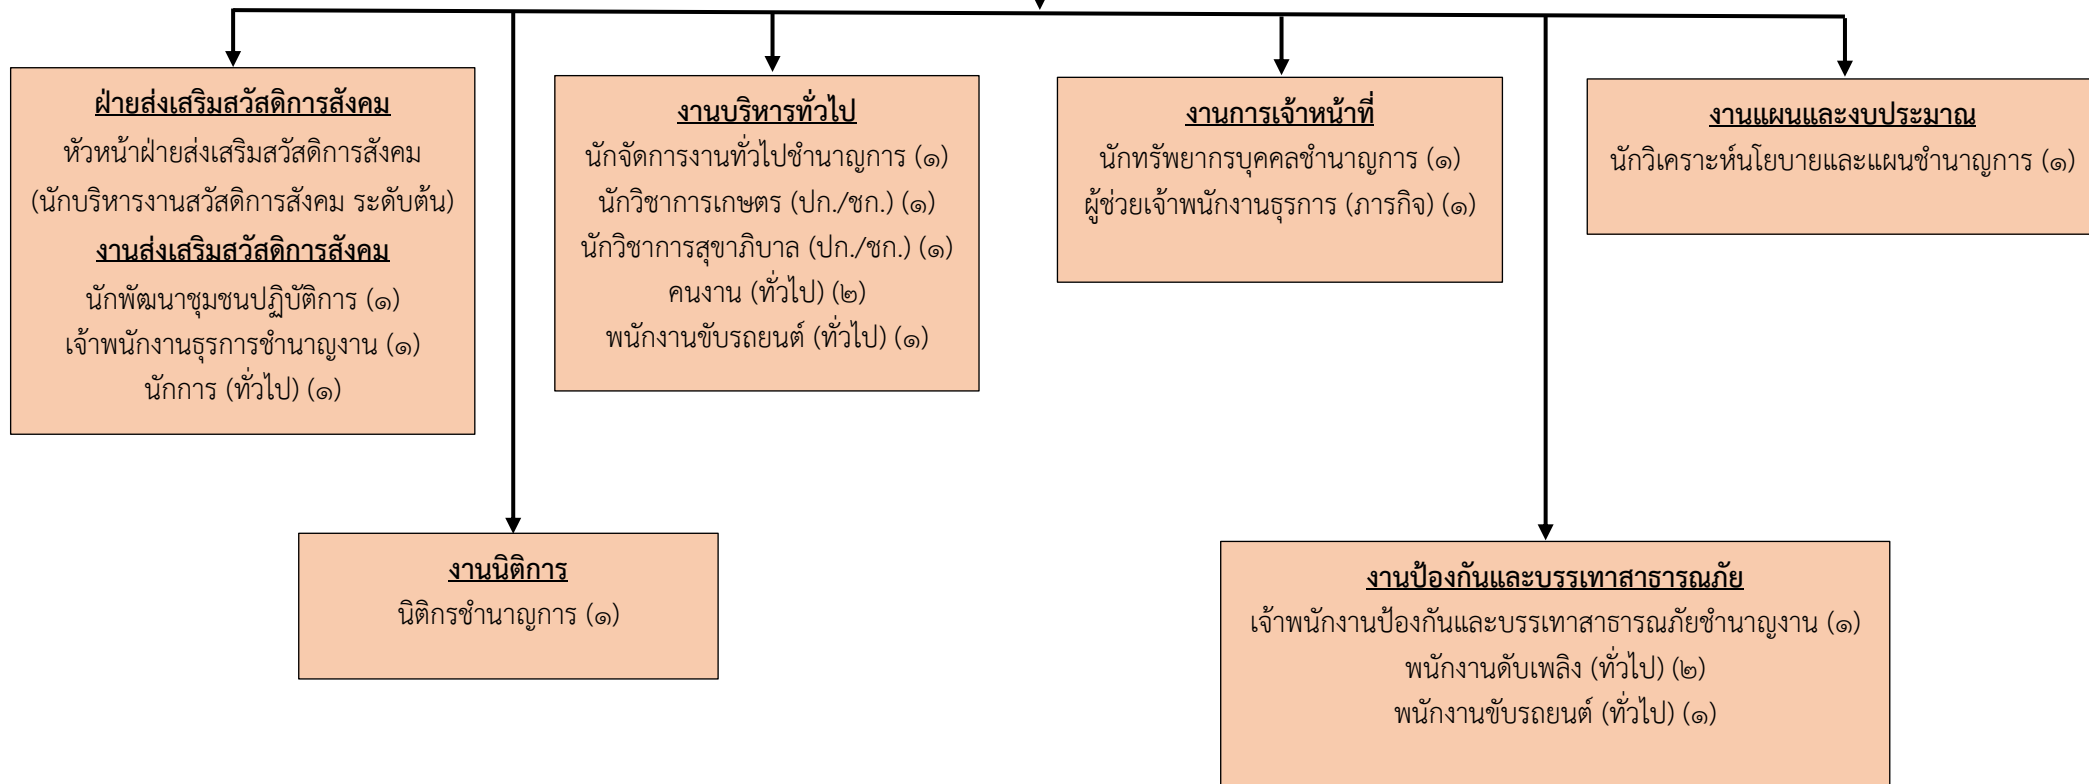 ฝ่ายส่งเสริมสวัสดิการสังคม
หัวหน้าฝ่ายส่งเสริมสวัสดิการสังคม
(นักบริหารงานสวัสดิการสังคม ระดับต้น)
งานส่งเสริมสวัสดิการสังคม
นักพัฒนาชุมชนปฏิบัติการ (๑)
เจ้าพนักงานธุรการชำนาญงาน (๑)
นักการ (ทั่วไป) (๑)
งานบริหารทั่วไป
นักจัดการงานทั่วไปชำนาญการ (๑)
นักวิชาการเกษตร (ปก./ชก.) (๑)
นักวิชาการสุขาภิบาล (ปก./ชก.) (๑)
คนงาน (ทั่วไป) (๒)
พนักงานขับรถยนต์ (ทั่วไป) (๑)
งานการเจ้าหน้าที่
นักทรัพยากรบุคคลชำนาญการ (๑)
ผู้ช่วยเจ้าพนักงานธุรการ (ภารกิจ) (๑)
งานแผนและงบประมาณ
นักวิเคราะห์นโยบายและแผนชำนาญการ (๑)
งานนิติการ
นิติกรชำนาญการ (๑)
งานป้องกันและบรรเทาสาธารณภัย
เจ้าพนักงานป้องกันและบรรเทาสาธารณภัยชำนาญงาน (๑)
พนักงานดับเพลิง (ทั่วไป) (๒)
พนักงานขับรถยนต์ (ทั่วไป) (๑)